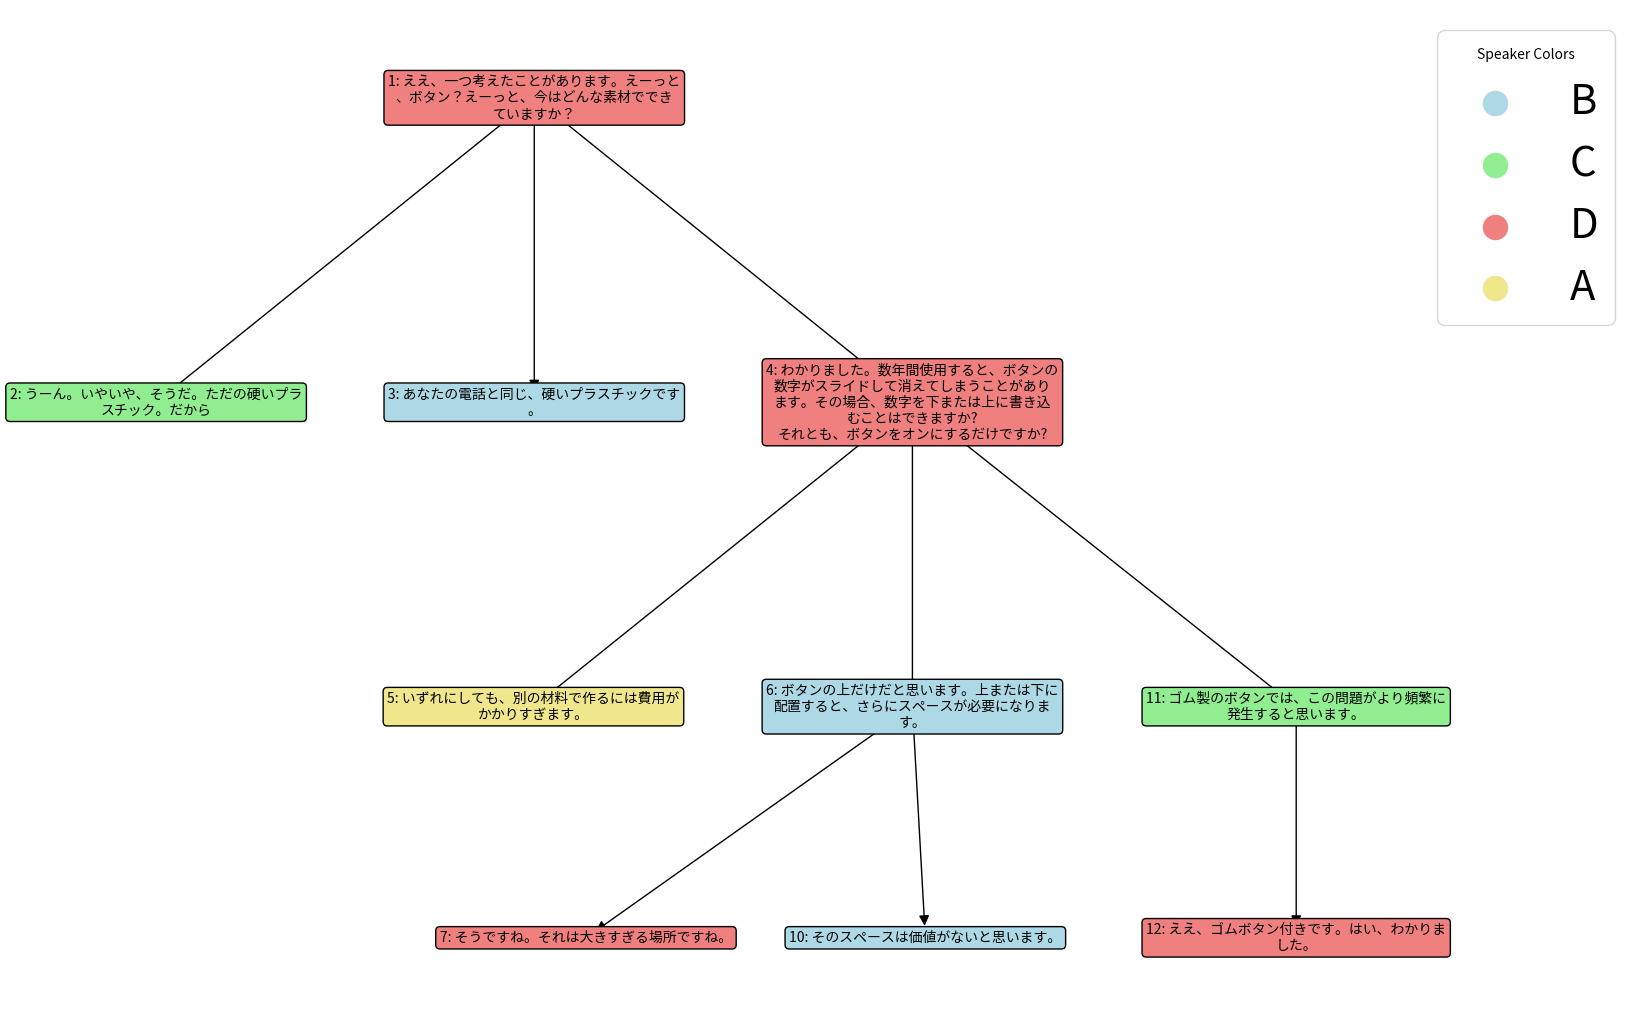 1: ええ、一つ考えたことがあります。えーっと
、ボタン？えーっと、今はどんな素材ででき
ていますか？
Speaker Colors
B
C
D
A
2: うーん。いやいや、そうだ。ただの硬いプラ
スチック。だから
3: あなたの電話と同じ、硬いプラスチックです
。
4: わかりました。数年間使用すると、ボタンの
数字がスライドして消えてしまうことがあり
ます。その場合、数字を下または上に書き込
むことはできますか?
それとも、ボタンをオンにするだけですか?
5: いずれにしても、別の材料で作るには費用が
かかりすぎます。
6: ボタンの上だけだと思います。上または下に
配置すると、さらにスペースが必要になりま
す。
11: ゴム製のボタンでは、この問題がより頻繁に
発生すると思います。
7: そうですね。それは大きすぎる場所ですね。
10: そのスペースは価値がないと思います。
12: ええ、ゴムボタン付きです。はい、わかりま
した。